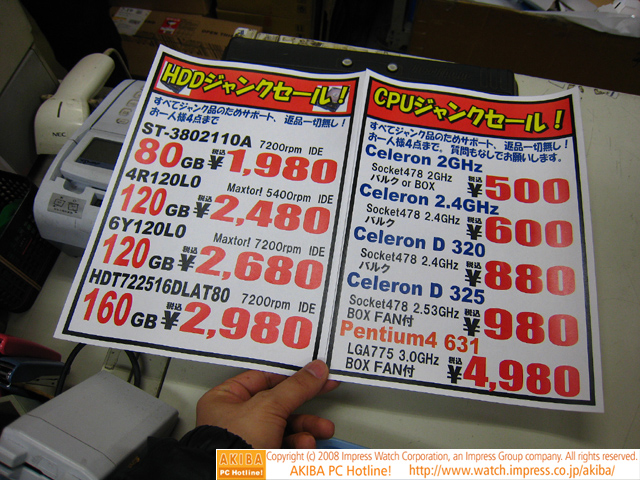 HDDジャンクセール!
すべてジャンク品のためサポート、返品一切無し!
お一人様4点まで
ST-3802110A 7200rpm IDE
80GB 税込 ¥1,980
4R120L0 Maxtor! 5400rpm IDE
120GB 税込 ¥2,480
6Y120L0 Maxtor! 7200rpm IDE
120GB 税込 ¥2,680
HDT722516DLAT80 7200rpm IDE
160GB 税込 ¥2,980
CPUジャンクセール!
すべてジャンク品のためサポート、返品一切無し!
お一人様4点まで。質問もなしでお願いします。
Celeron 2GHz
Socket478 2GHz
バルク or BOX
税込 ¥500
Celeron 2.4GHz
Socket478 2.4GHz
バルク
税込 ¥600
Celeron D 320
Socket478 2.4GHz
バルク
税込 ¥880
Celeron D 325
Socket478 2.53GHz
BOX FAN付
税込 ¥980
Pentium4 631
LGA775 3.0GHz
BOX FAN付
税込 ¥4,980
NEC
AKIBA
PC Hotline!
Copyright (c) 2008 Impress Watch Corporation, an Impress Group company. All rights reserved.
AKIBA PC Hotline! http://www.watch.impress.co.jp/akiba/